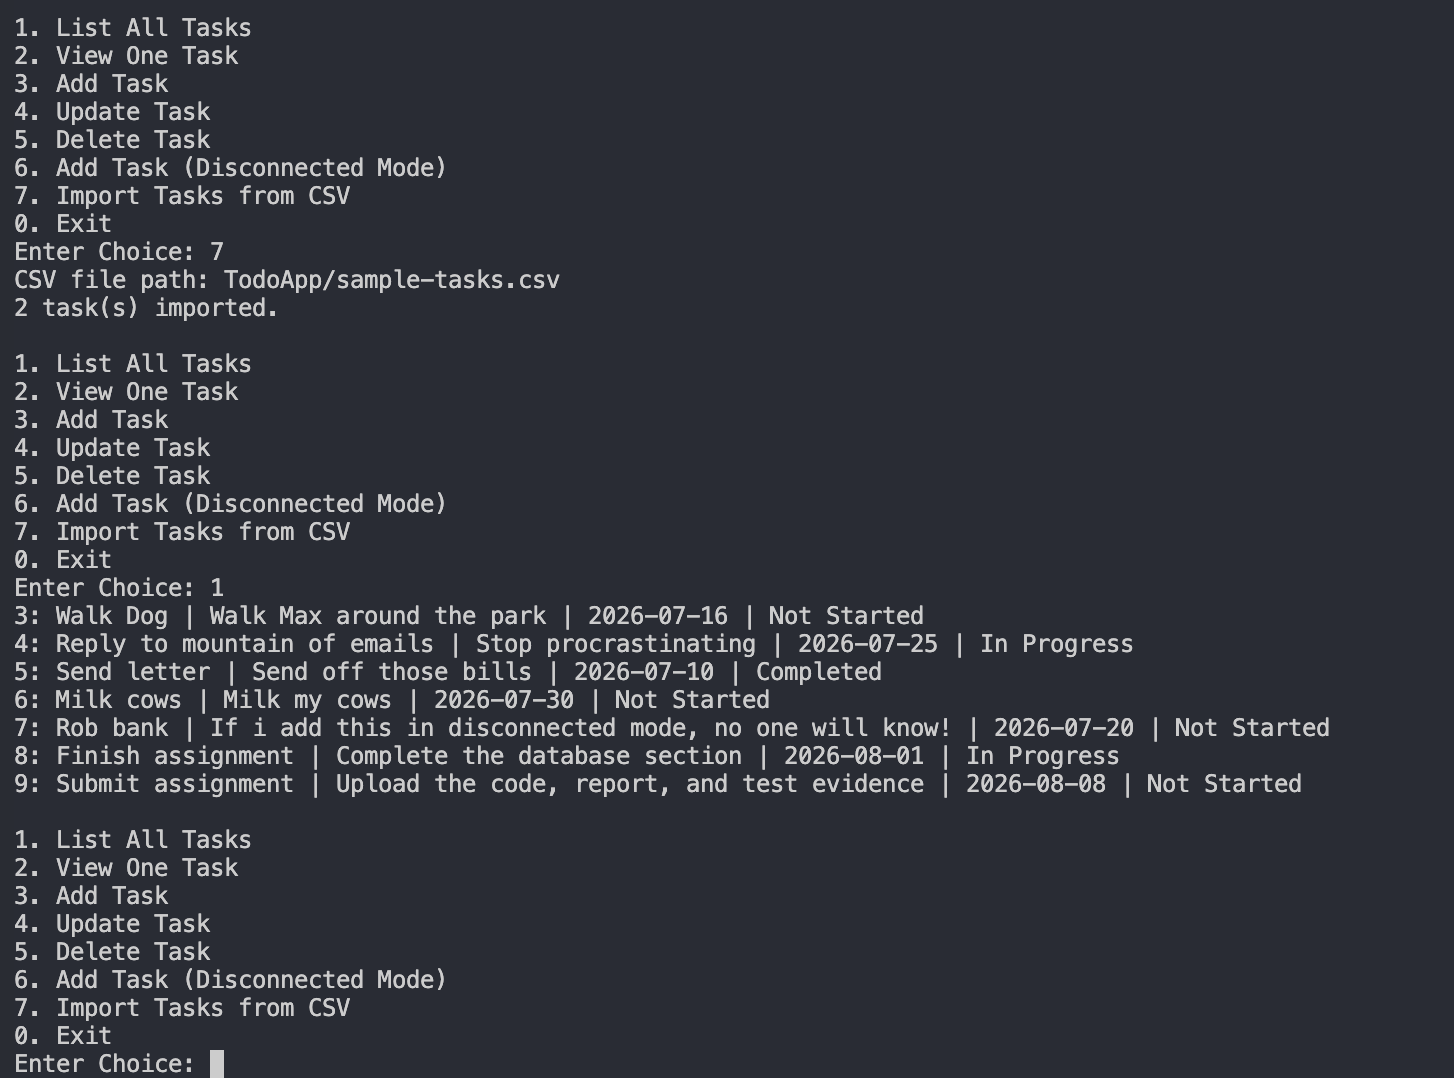 1. List All Tasks
2. View One Task
3. Add Task
4. Update Task
5. Delete Task
6. Add Task (Disconnected Mode)
7. Import Tasks from CSV
0. Exit
Enter Choice: 7
CSV file path: TodoApp/sample-tasks.csv
2 task(s) imported.
1. List All Tasks
2. View One Task
3. Add Task
4. Update Task
5. Delete Task
6. Add Task (Disconnected Mode)
7. Import Tasks from CSV
0. Exit
Enter Choice: 1
3: Walk Dog | Walk Max around the park | 2026-07-16 | Not Started
4: Reply to mountain of emails | Stop procrastinating | 2026-07-25 | In Progress
5: Send letter | Send off those bills | 2026-07-10 | Completed
6: Milk cows | Milk my cows | 2026-07-30 | Not Started
7: Rob bank | If i add this in disconnected mode, no one will know! | 2026-07-20 | Not Started
8: Finish assignment | Complete the database section | 2026-08-01 | In Progress
9: Submit assignment | Upload the code, report, and test evidence | 2026-08-08 | Not Started
1. List All Tasks
2. View One Task
3. Add Task
4. Update Task
5. Delete Task
6. Add Task (Disconnected Mode)
7. Import Tasks from CSV
0. Exit
Enter Choice: